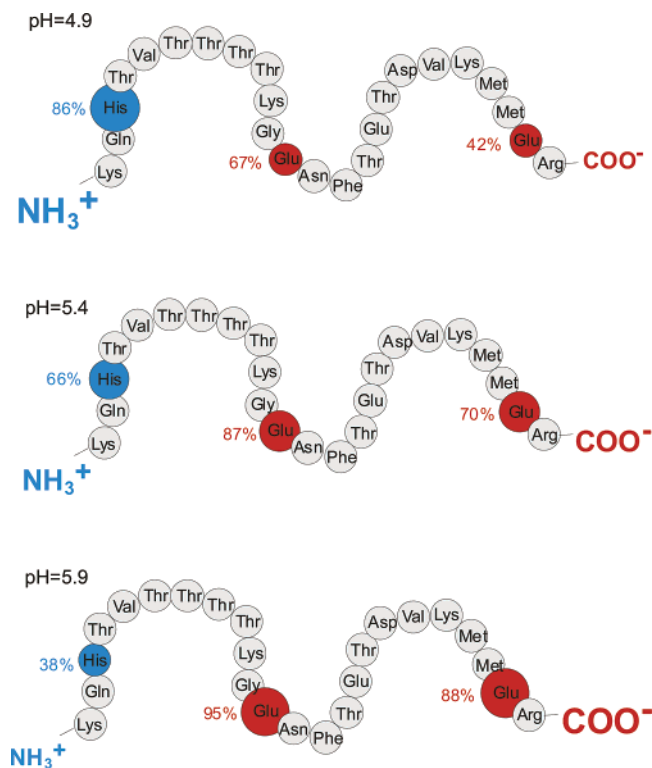 pH=4.9
NH₃⁺
Lys
Gln
86%
His
Thr
Val
Thr
Thr
Thr
Thr
Lys
Gly
67%
Glu
Asn
Phe
Thr
Glu
Thr
Asp
Val
Lys
Met
Met
42%
Glu
Arg
COO⁻
pH=5.4
NH₃⁺
Lys
Gln
66%
His
Thr
Val
Thr
Thr
Thr
Thr
Lys
Gly
87%
Glu
Asn
Phe
Thr
Glu
Thr
Asp
Val
Lys
Met
Met
70%
Glu
Arg
COO⁻
pH=5.9
NH₃⁺
Lys
Gln
38%
His
Thr
Val
Thr
Thr
Thr
Thr
Lys
Gly
95%
Glu
Asn
Phe
Thr
Glu
Thr
Asp
Val
Lys
Met
Met
88%
Glu
Arg
COO⁻